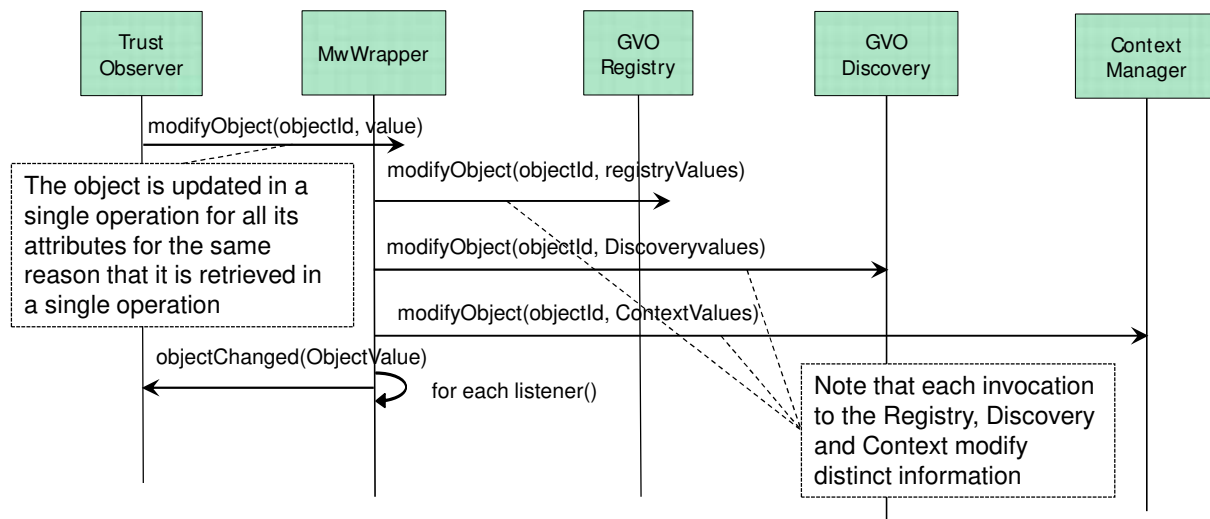 Trust
Observer
MwWrapper
GVO
Registry
GVO
Discovery
Context
Manager
modifyObject(objectId, value)
The object is updated in a
single operation for all its
attributes for the same
reason that it is retrieved in
a single operation
modifyObject(objectId, registryValues)
modifyObject(objectId, Discoveryvalues)
modifyObject(objectId, ContextValues)
objectChanged(ObjectValue)
for each listener()
Note that each invocation
to the Registry, Discovery
and Context modify
distinct information